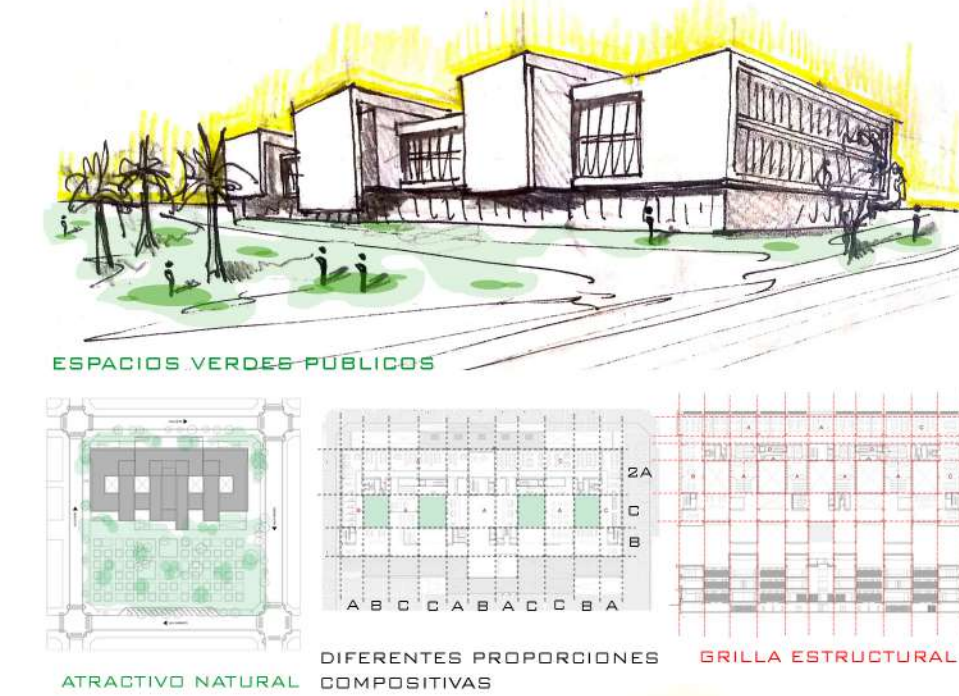 ESPACIOS VERDES PUBLICOS
2A
C
B
A B C C A B A C C B A
DIFERENTES PROPORCIONES
COMPOSITIVAS
GRILLA ESTRUCTURAL
ATRACTIVO NATURAL